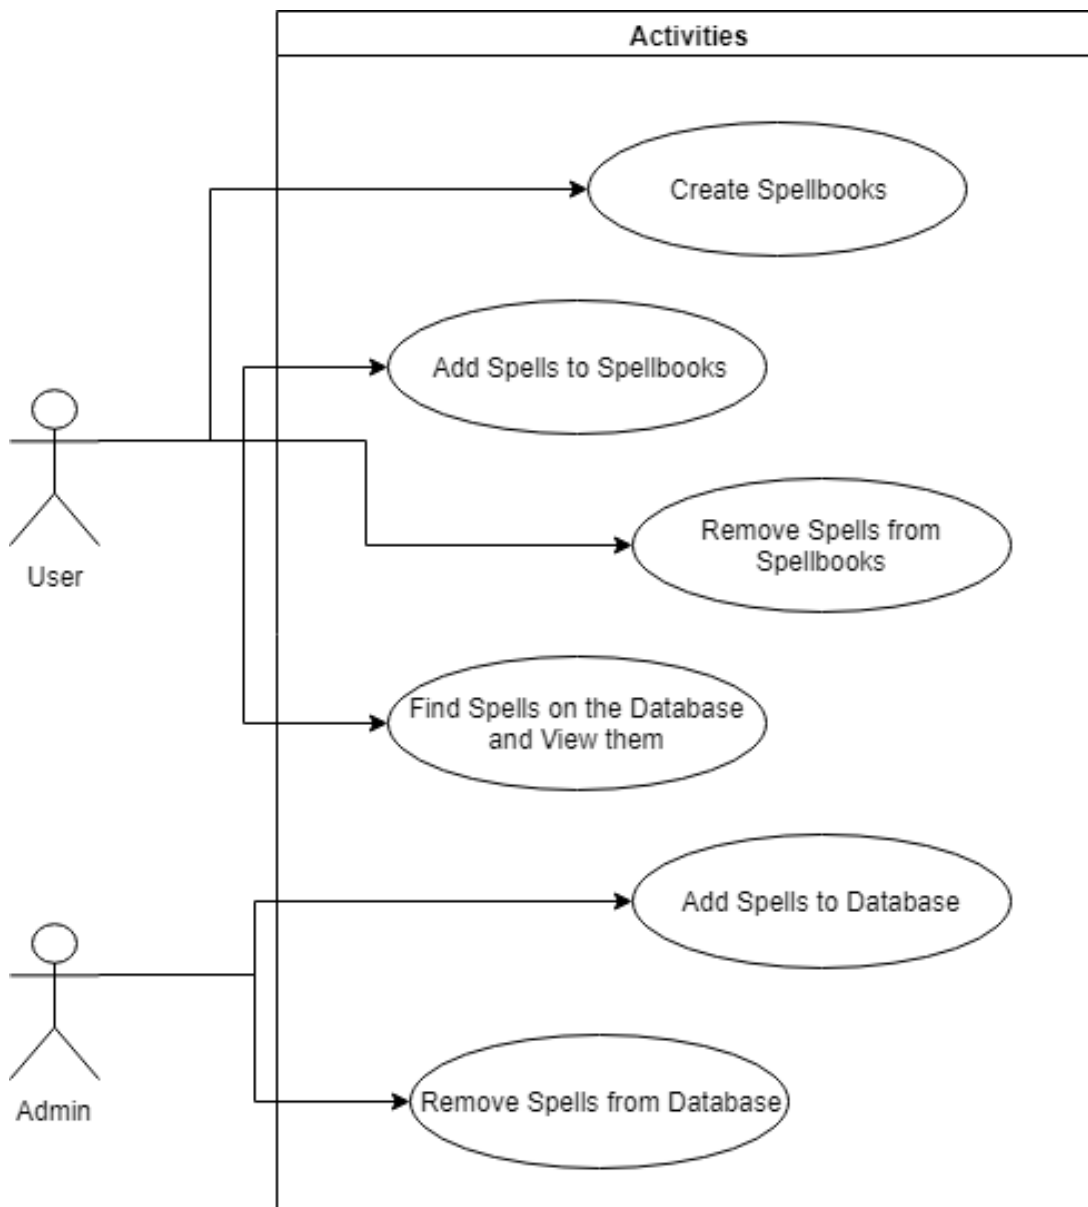 Activities
Create Spellbooks
Add Spells to Spellbooks
User
Remove Spells from
Spellbooks
Find Spells on the Database
and View them
Add Spells to Database
Admin
Remove Spells from Database